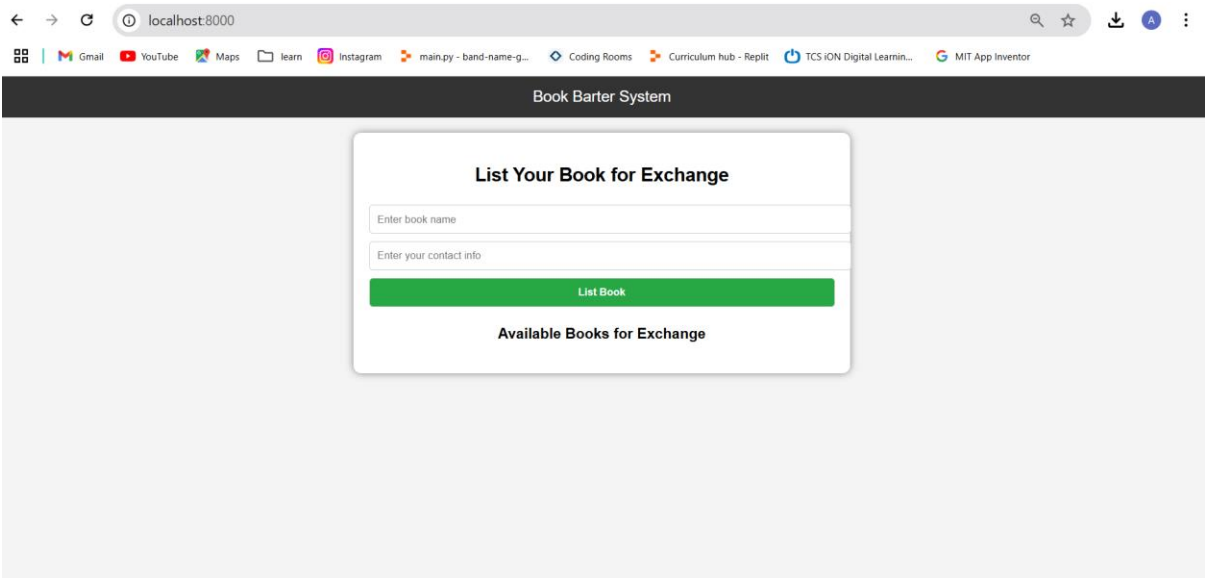 localhost:8000
A
Gmail YouTube Maps learn Instagram main.py - band-name-g... Coding Rooms Curriculum hub - Replit TCS iON Digital Learnin... MIT App Inventor
Book Barter System
List Your Book for Exchange
Enter book name
Enter your contact info
List Book
Available Books for Exchange